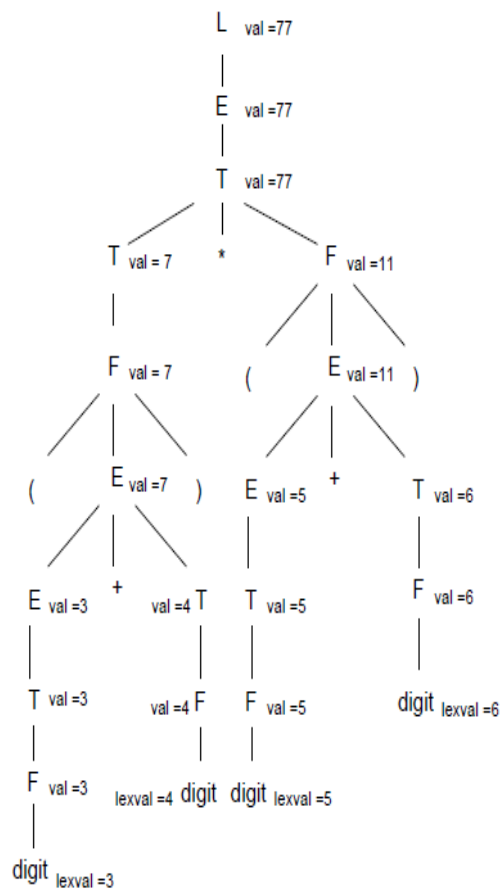 L val =77
E val =77
T val =77
T val = 7 * F val =11
F val =7 ( E val =11 )
( E val =7 ) E val =5 + T val =6
E val =3 + val =4 T T val =5 F val =6
T val =3 val =4 F F val =5 digit lexval =6
F val =3 lexval =4 digit digit lexval =5
digit lexval =3